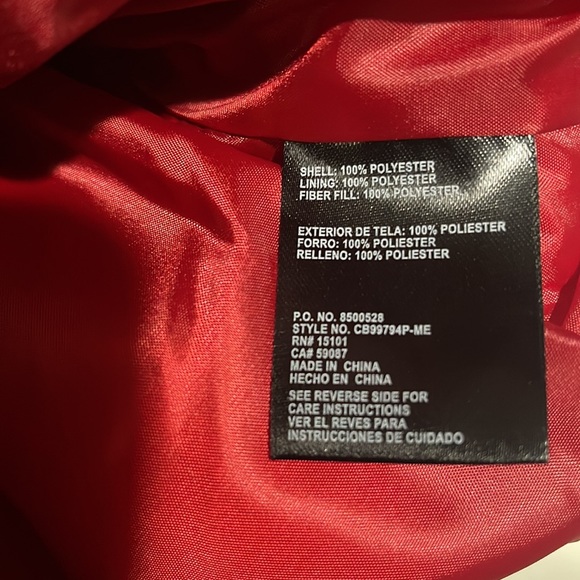 SHELL: 100% POLYESTER
LINING: 100% POLYESTER
FIBER FILL: 100% POLYESTER
EXTERIOR DE TELA: 100% POLIESTER
FORRO: 100% POLIESTER
RELLENO: 100% POLIESTER
P.O. NO. 8500528
STYLE NO. CB99794P-ME
RN# 15101
CA# 59087
MADE IN CHINA
HECHO EN CHINA
SEE REVERSE SIDE FOR
CARE INSTRUCTIONS
VER EL REVES PARA
INSTRUCCIONES DE CUIDADO